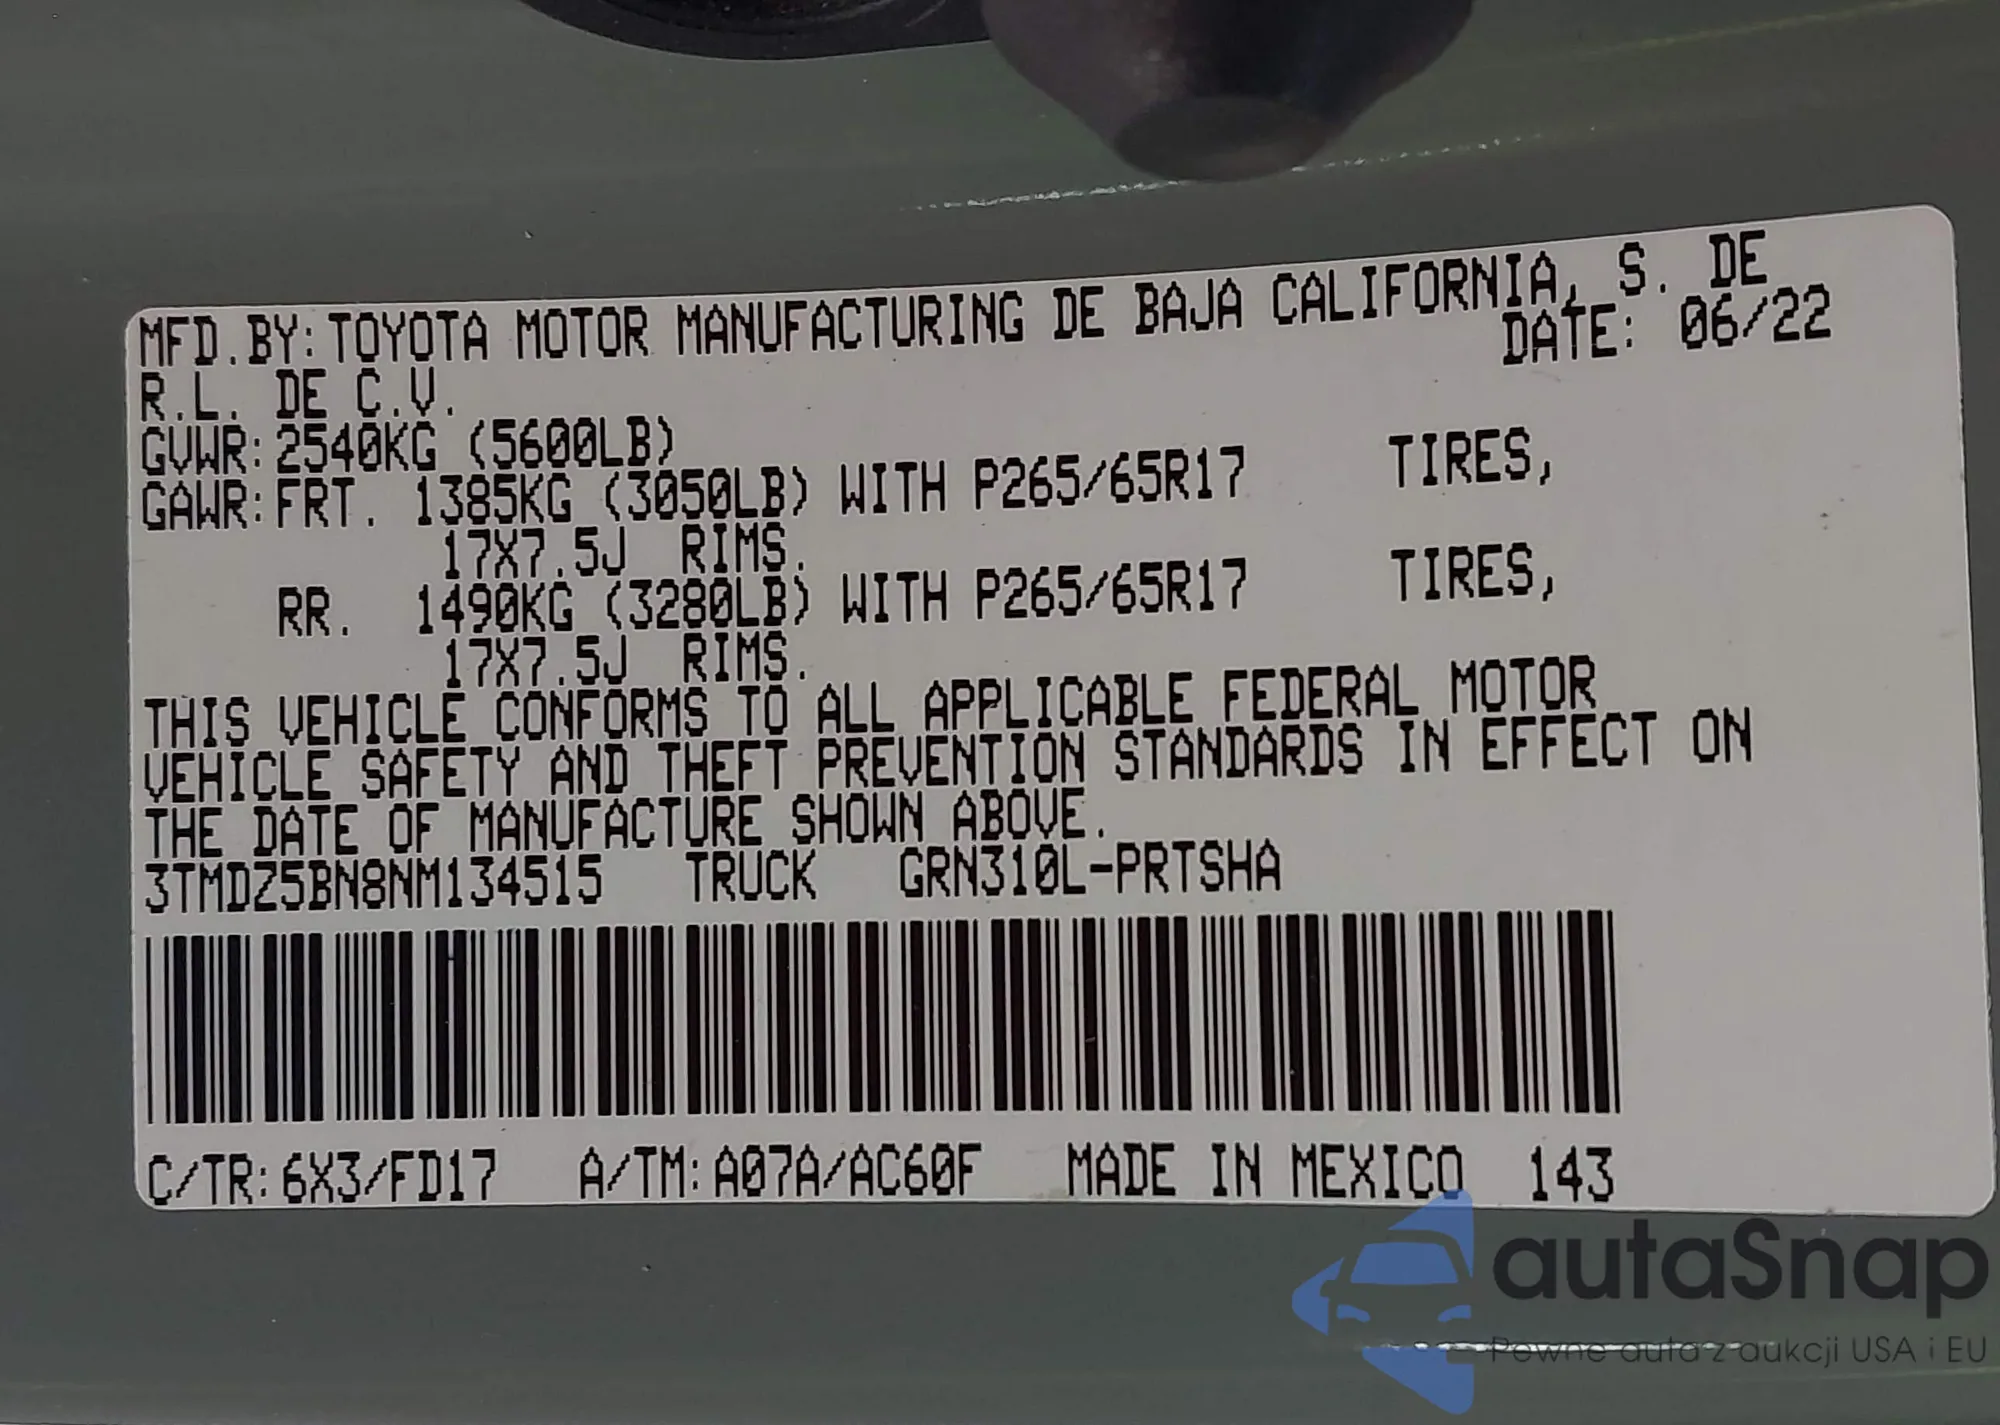 MFD.BY:TOYOTA MOTOR MANUFACTURING DE BAJA CALIFORNIA, S. DE
R.L. DE C.V. DATE: 06/22
GVWR:2540KG (5600LB)
GAWR:FRT. 1385KG (3050LB) WITH P265/65R17 TIRES,
17X7.5J RIMS.
RR. 1490KG (3280LB) WITH P265/65R17 TIRES,
17X7.5J RIMS.
THIS VEHICLE CONFORMS TO ALL APPLICABLE FEDERAL MOTOR
VEHICLE SAFETY AND THEFT PREVENTION STANDARDS IN EFFECT ON
THE DATE OF MANUFACTURE SHOWN ABOVE.
3TMDZ5BN8NM134515 TRUCK GRN310L-PRTSHA
C/TR:6X3/FD17 A/TM:A07A/AC60F MADE IN MEXICO 143
autaSnap
Pewne auta z aukcji USA i EU